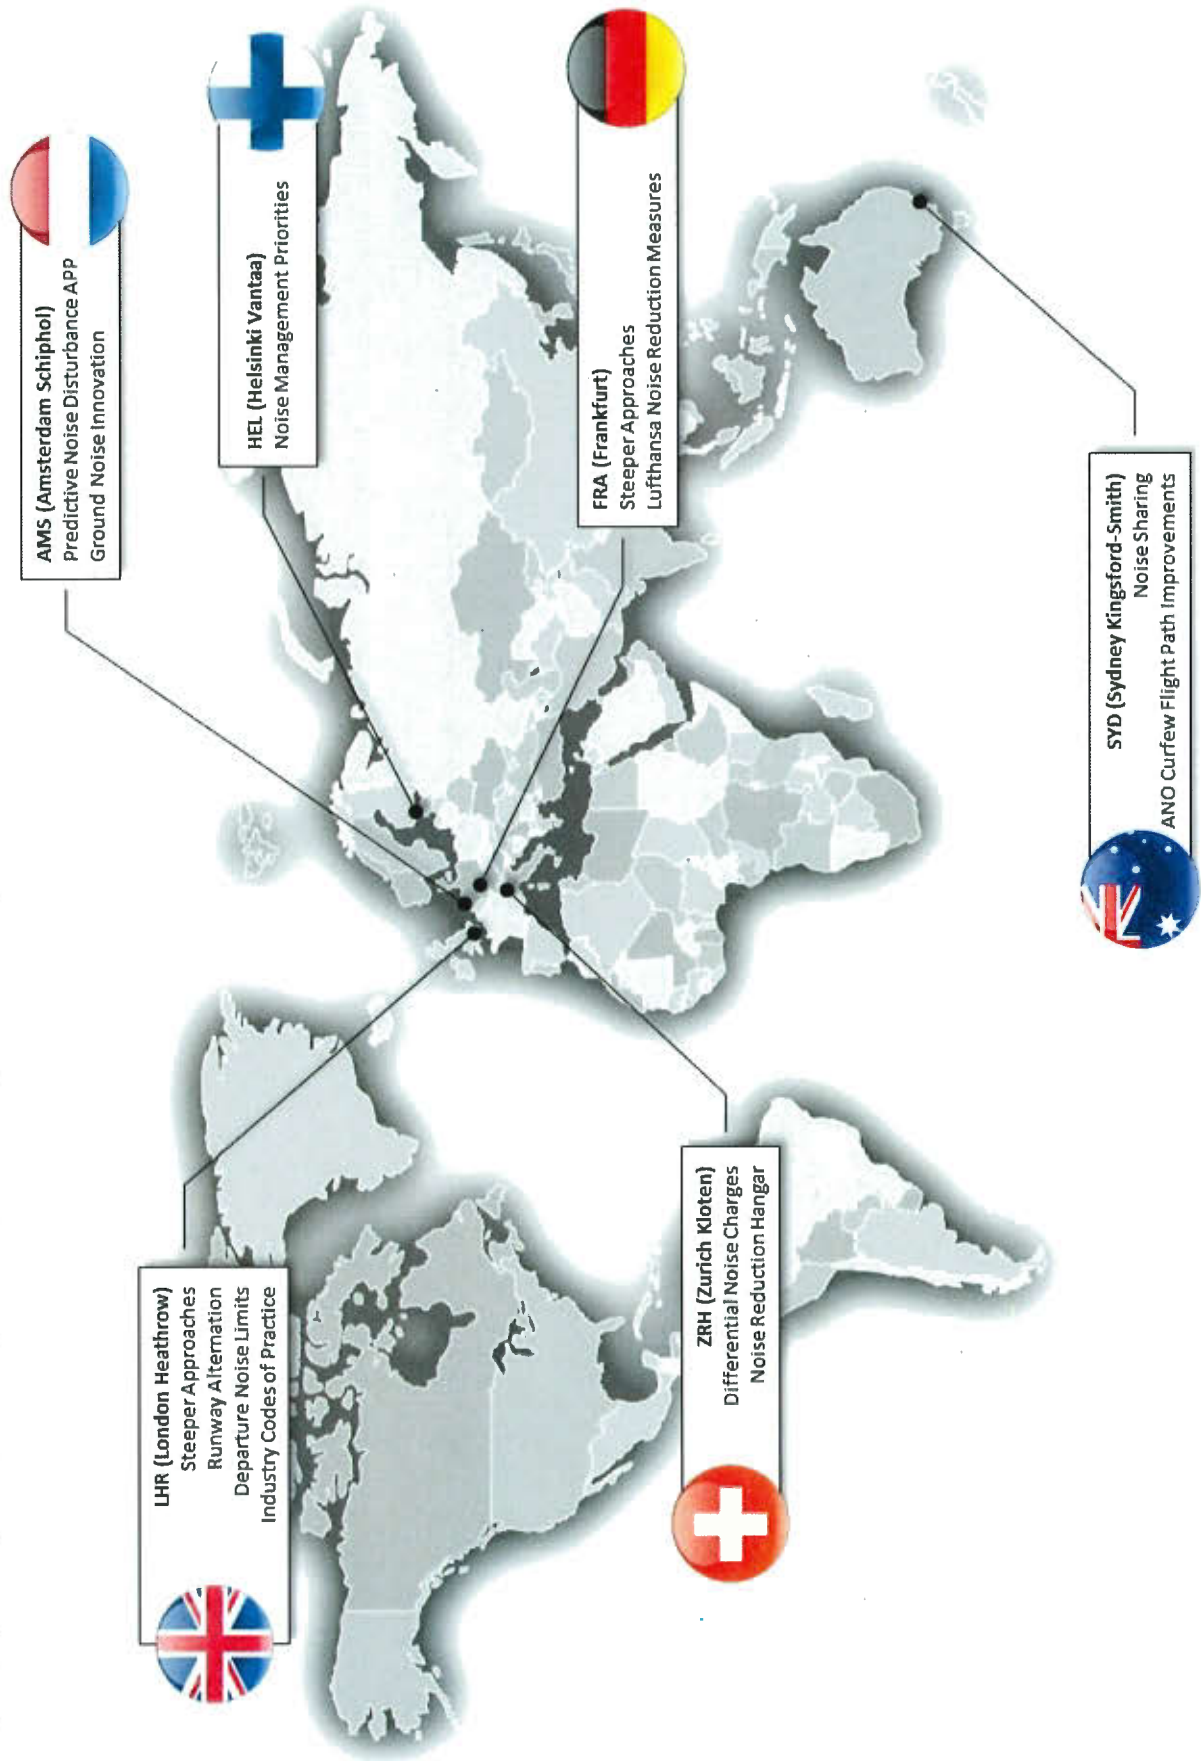 LHR (London Heathrow)
Steeper Approaches
Runway Alternation
Departure Noise Limits
Industry Codes of Practice
AMS (Amsterdam Schiphol)
Predictive Noise Disturbance APP
Ground Noise Innovation
HEL (Helsinki Vantaa)
Noise Management Priorities
FRA (Frankfurt)
Steeper Approaches
Lufthansa Noise Reduction Measures
ZRH (Zurich Kloten)
Differential Noise Charges
Noise Reduction Hangar
SYD (Sydney Kingsford-Smith)
Noise Sharing
ANO Curfew Flight Path Improvements